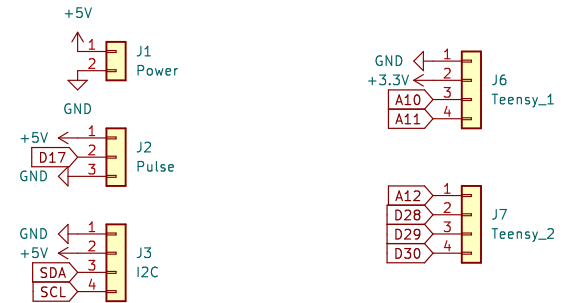 +5V
1 J1
2 Power
GND
+5V 1
D17 2 J2
GND 3 Pulse
GND 1
+5V 2 J3
SDA 3 I2C
SCL 4
GND 1
+3.3V 2 J6
A10 3 Teensy_1
A11 4
A12 1
D28 2 J7
D29 3 Teensy_2
D30 4